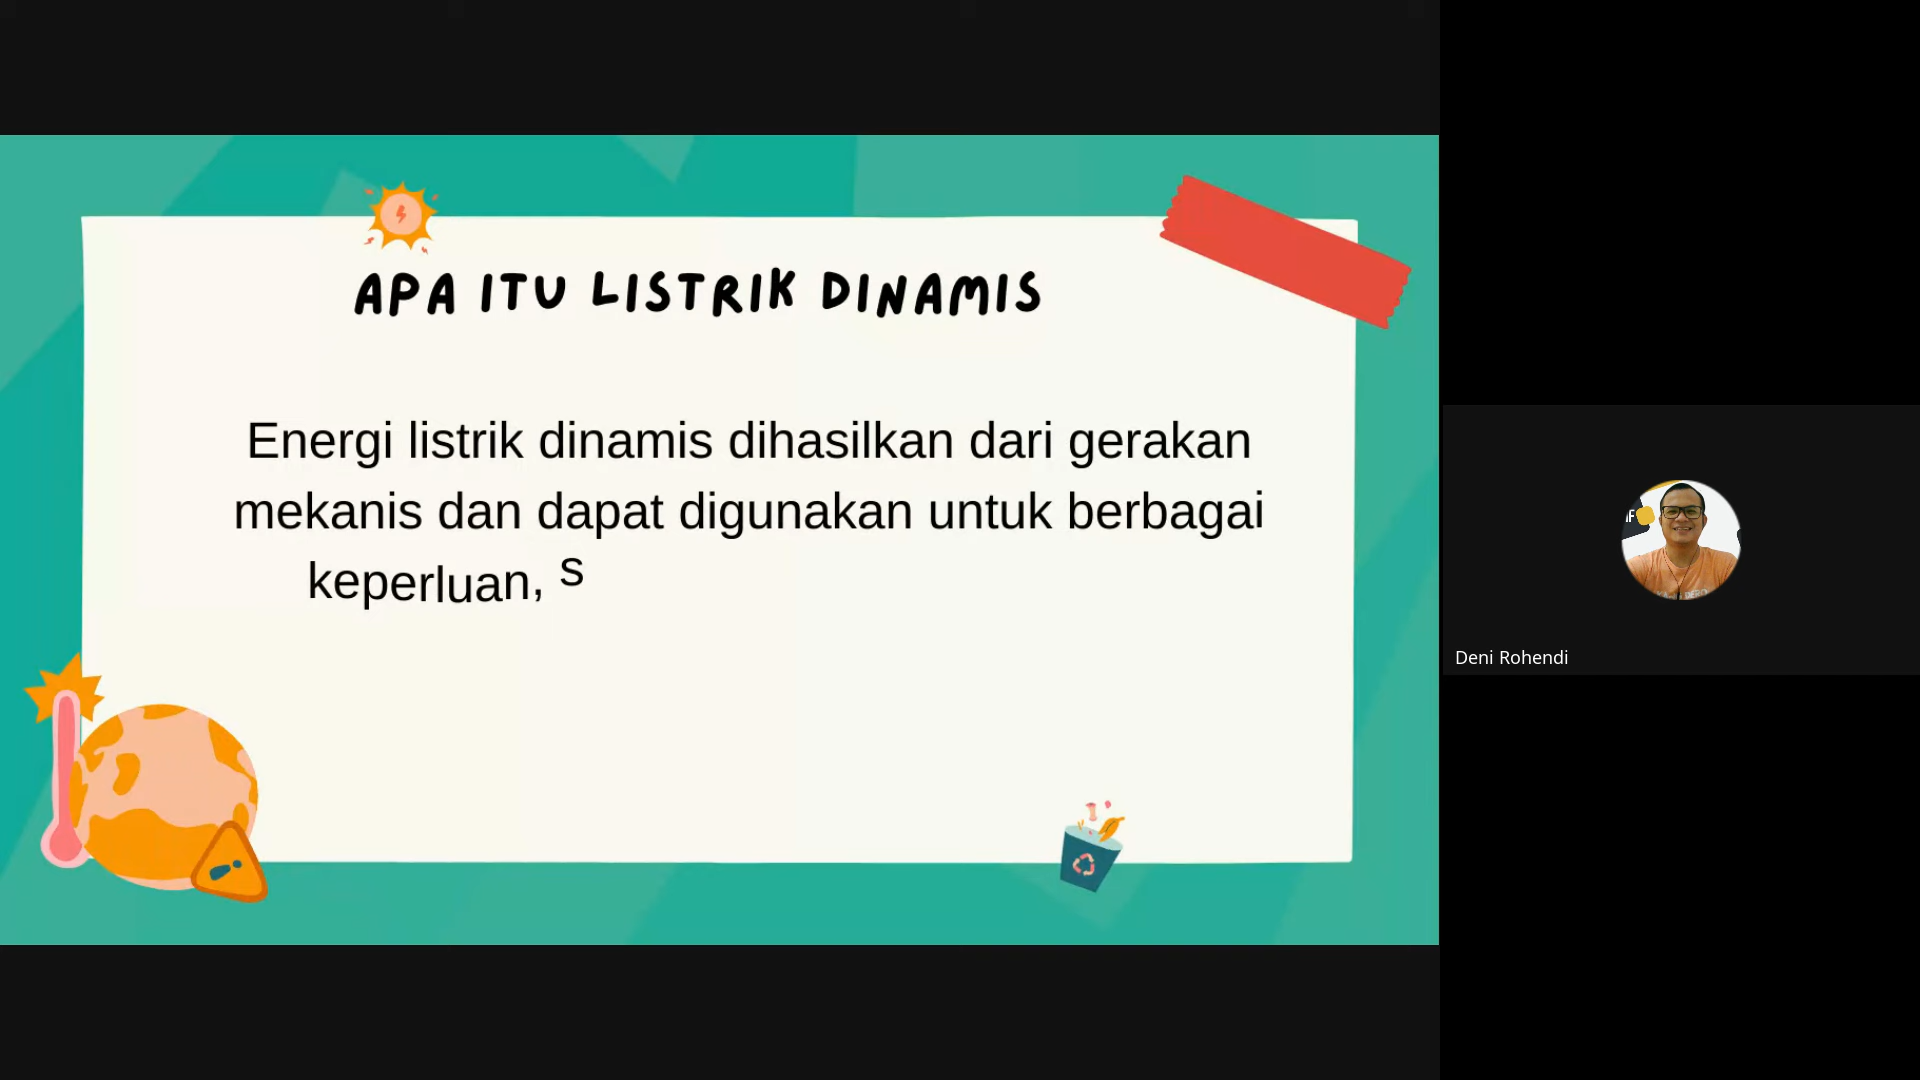 APA ITU LISTRIK DINAMIS
Energi listrik dinamis dihasilkan dari gerakan
mekanis dan dapat digunakan untuk berbagai
keperluan, s
Deni Rohendi